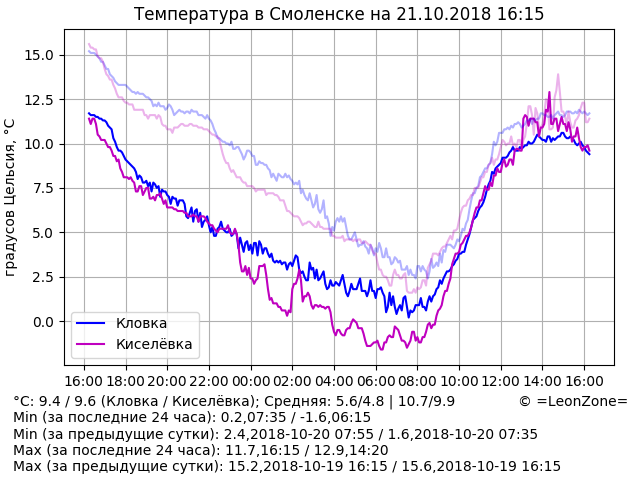 Температура в Смоленске на 21.10.2018 16:15
градусов Цельсия, °C
15.0
12.5
10.0
7.5
5.0
2.5
0.0
Кловка
Киселёвка
16:00 18:00 20:00 22:00 00:00 02:00 04:00 06:00 08:00 10:00 12:00 14:00 16:00
°C: 9.4 / 9.6 (Кловка / Киселёвка); Средняя: 5.6/4.8 | 10.7/9.9 © =LeonZone=
Min (за последние 24 часа): 0.2,07:35 / -1.6,06:15
Min (за предыдущие сутки): 2.4,2018-10-20 07:55 / 1.6,2018-10-20 07:35
Max (за последние 24 часа): 11.7,16:15 / 12.9,14:20
Max (за предыдущие сутки): 15.2,2018-10-19 16:15 / 15.6,2018-10-19 16:15